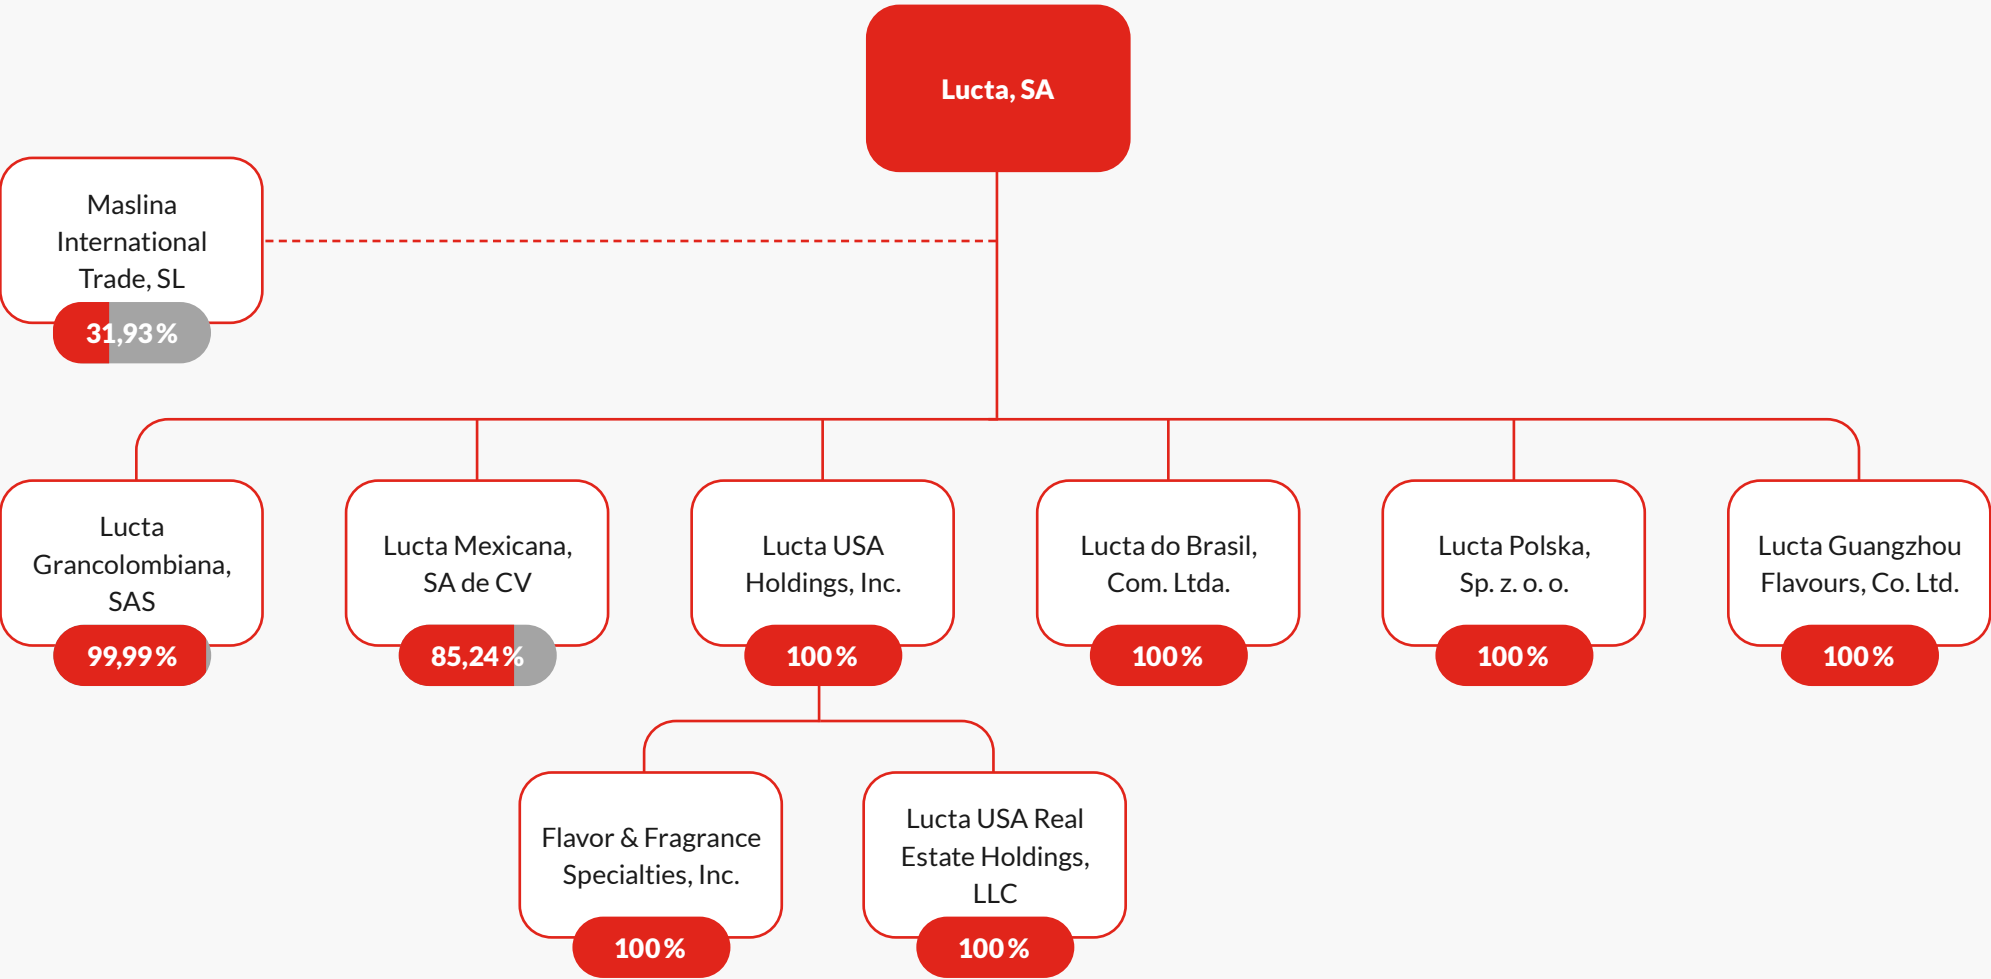 Lucta, SA
Maslina
International
Trade, SL
31,93 %
Lucta
Grancolombiana,
SAS
99,99 %
Lucta Mexicana,
SA de CV
85,24 %
Lucta USA
Holdings, Inc.
100 %
Lucta do Brasil,
Com. Ltda.
100 %
Lucta Polska,
Sp. z. o. o.
100 %
Lucta Guangzhou
Flavours, Co. Ltd.
100 %
Flavor & Fragrance
Specialties, Inc.
100 %
Lucta USA Real
Estate Holdings,
LLC
100 %